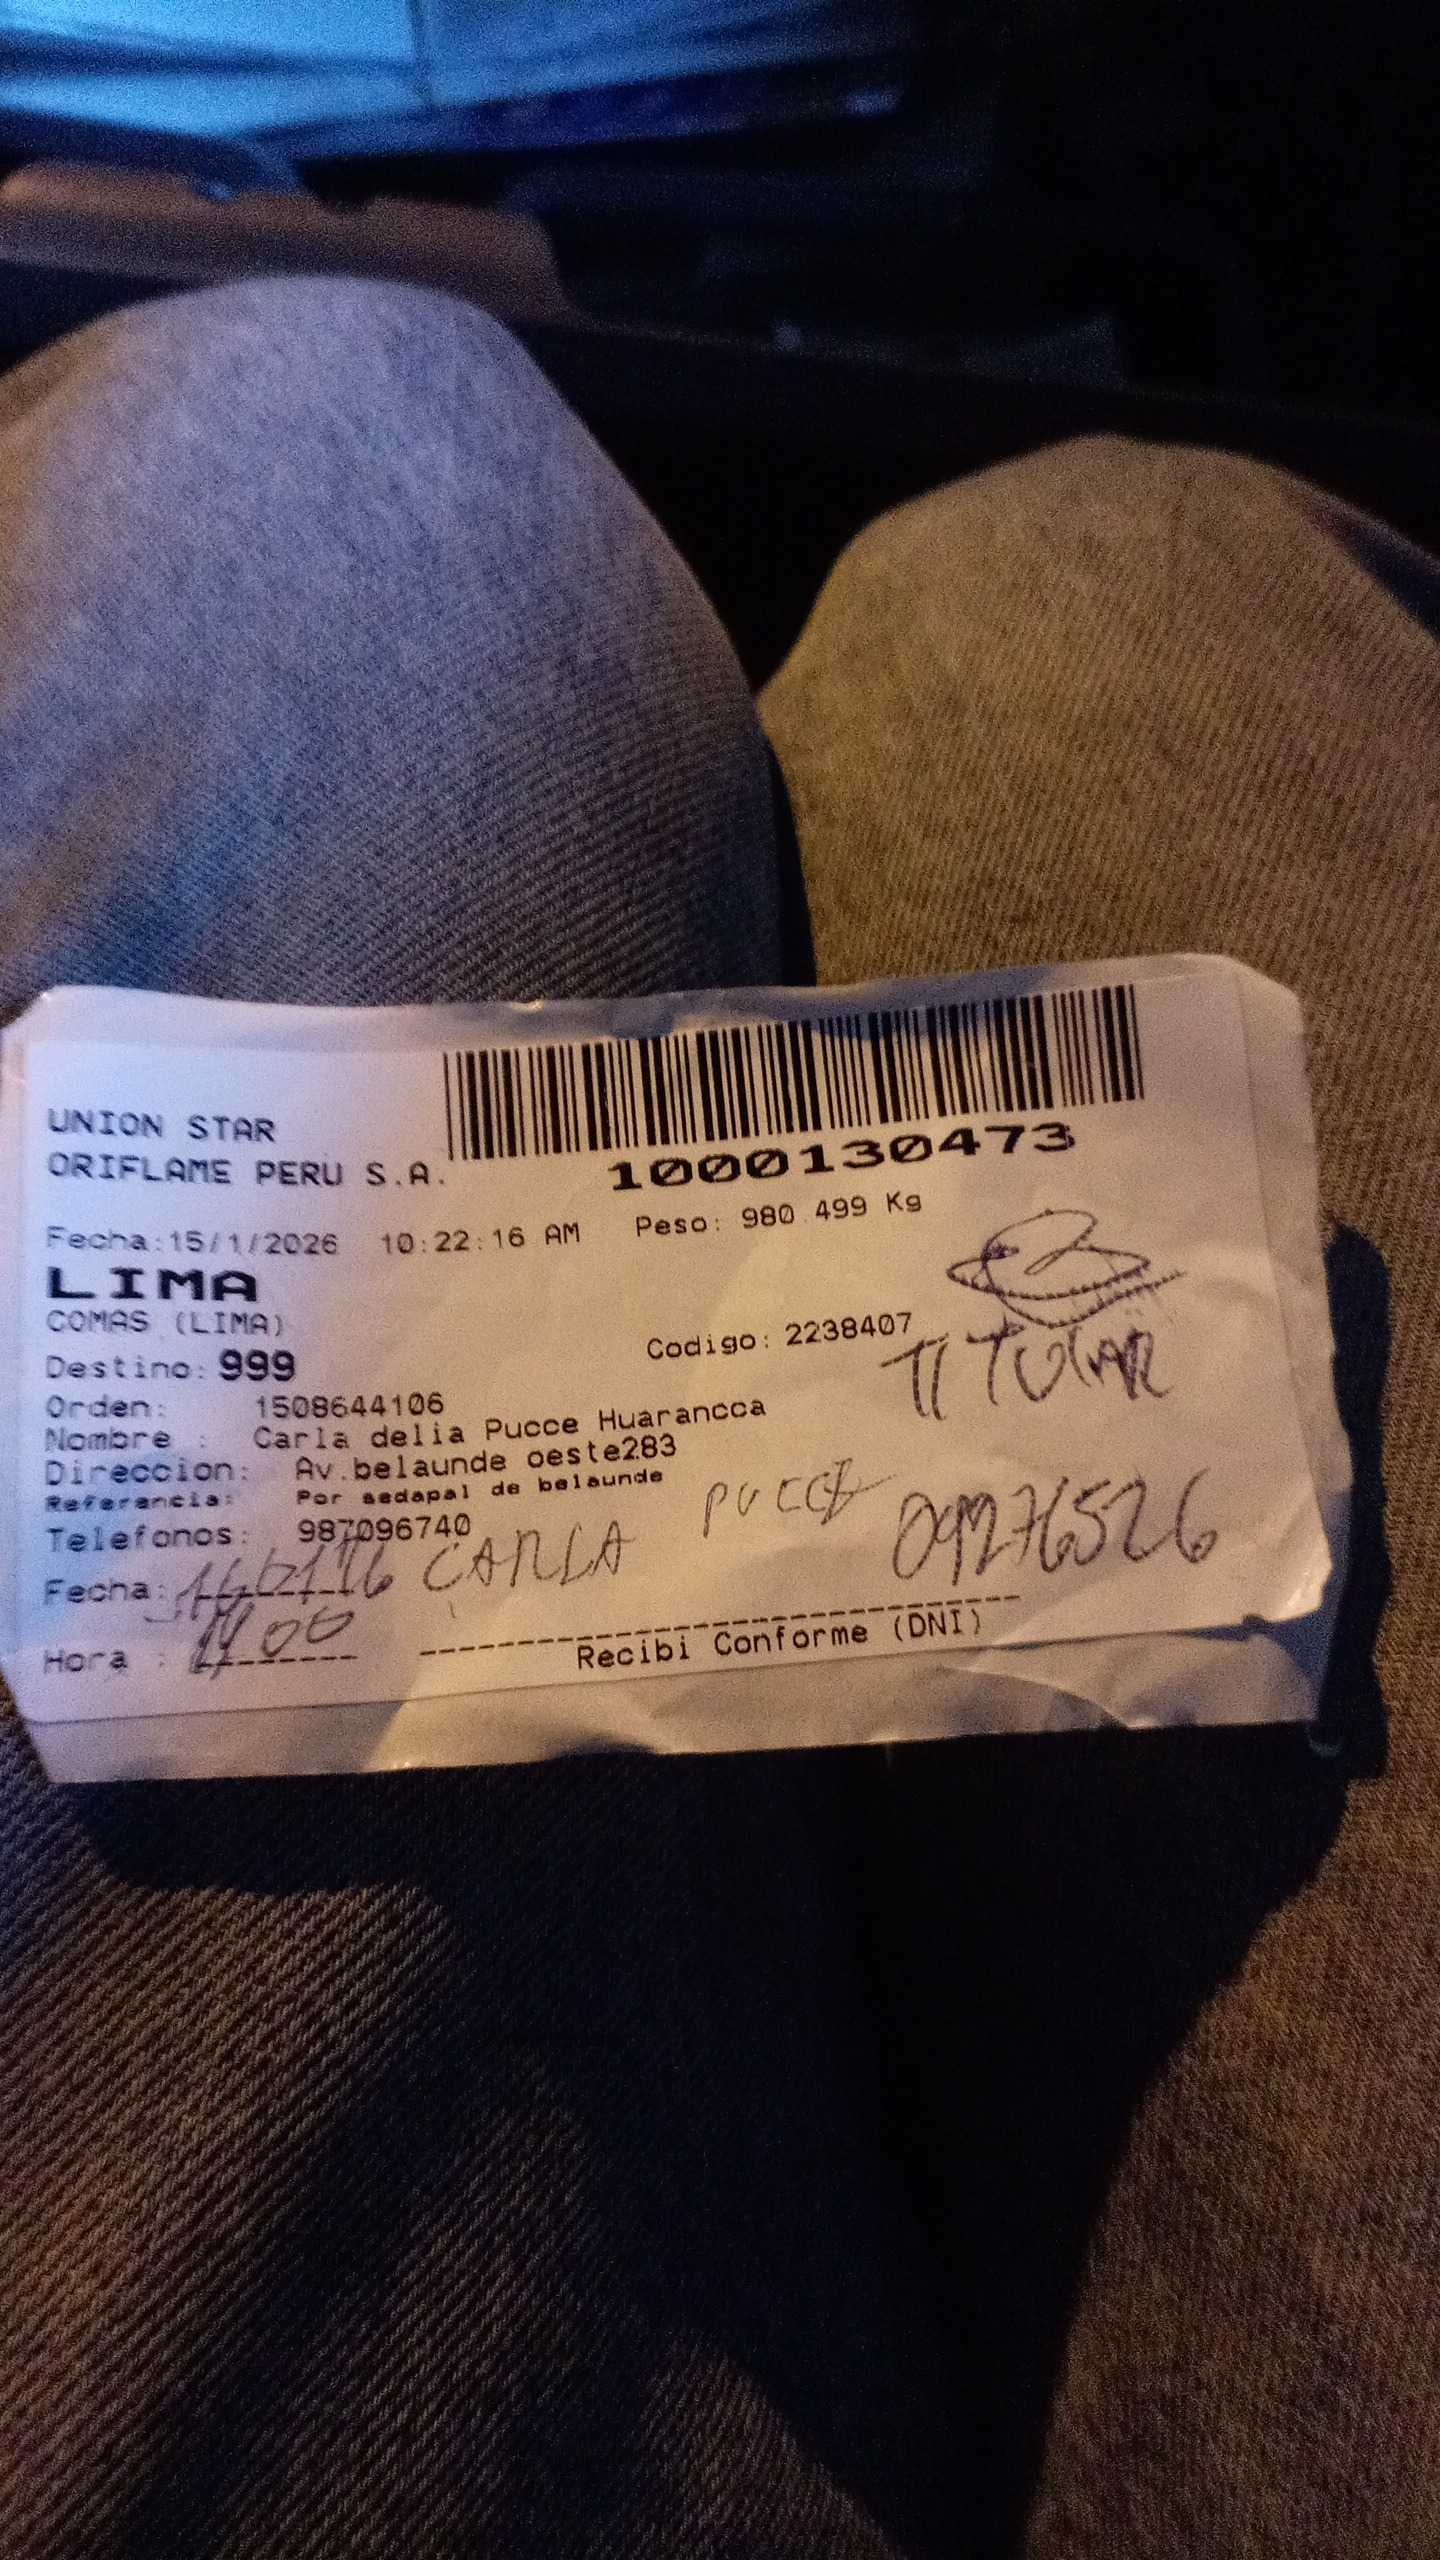 UNION STAR
ORIFLAME PERU S.A.
1000130473
Fecha:15/1/2026 10:22:16 AM Peso: 980.499 Kg
LIMA
COMAS (LIMA)
Codigo: 2238407
Destino: 999
TITULAR
Orden: 1508644106
Nombre : Carla delia Pucce Huarancca
Direccion: Av.belaunde oeste283
Referencia: Por sedapal de belaunde
Telefonos: 987096740
CARLA PUCCE 09276526
Fecha:
Hora :
Recibi Conforme (DNI)